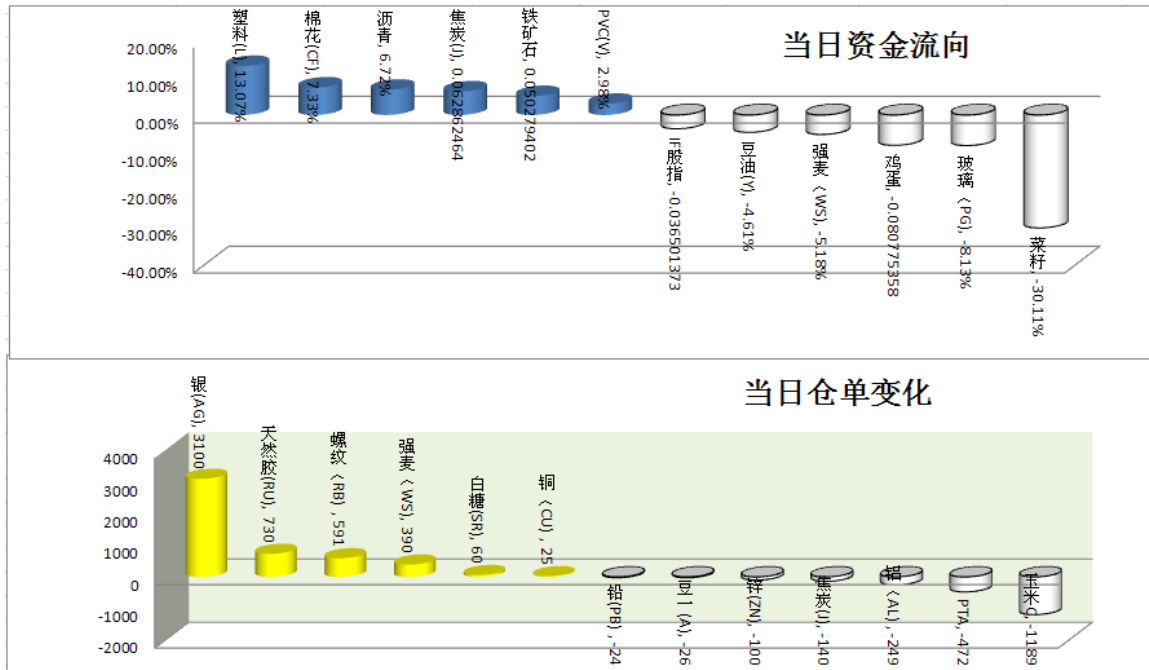 当日资金流向
20.00%
10.00%
0.00%
-10.00%
-20.00%
-30.00%
-40.00%
塑料(L), 13.07%
棉花(CF), 7.33%
沥青, 6.72%
焦炭(J), 0.062862464
铁矿石, 0.050279402
PVC(V), 2.98%
IF股指, -0.036501373
豆油(Y), -4.61%
强麦〈WS), -5.18%
鸡蛋, -0.080775358
玻璃〈PG), -8.13%
菜籽, -30.11%
当日仓单变化
4000
3000
2000
1000
0
-1000
-2000
银(AG), 3100
天然胶(RU), 730
螺纹〈RB) , 591
强麦〈WS), 390
白糖(SR), 60
铜〈CU) , 25
铅(PB) , -24
豆一(A), -26
锌(ZN), -100
焦炭(J), -140
铝〈AL), -249
PTA, -472
玉米C, -1189